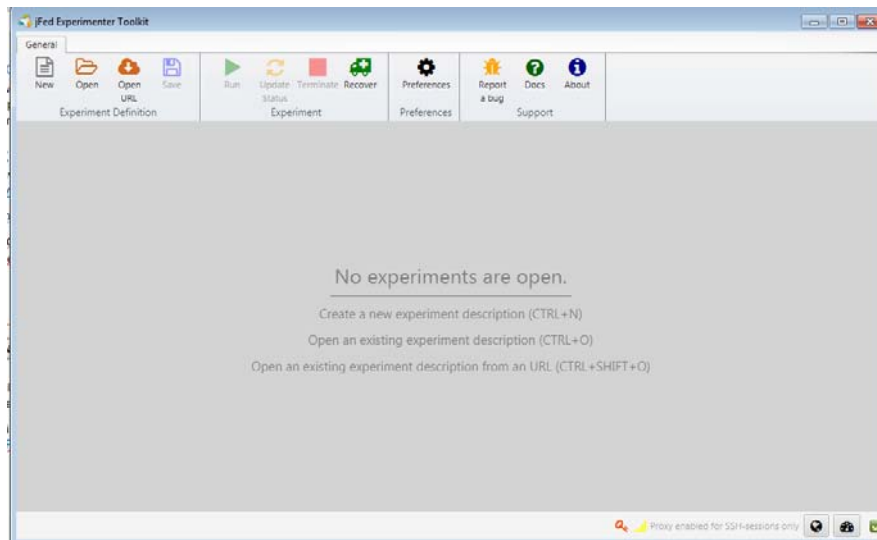 jFed Experimenter Toolkit
General
New Open Open URL Save Run Update Status Terminate Recover Preferences Report a bug Docs About
Experiment Definition Experiment Preferences Support
No experiments are open.
Create a new experiment description (CTRL+N)
Open an existing experiment description (CTRL+O)
Open an existing experiment description from an URL (CTRL+SHIFT+O)
Proxy enabled for SSH-sessions only